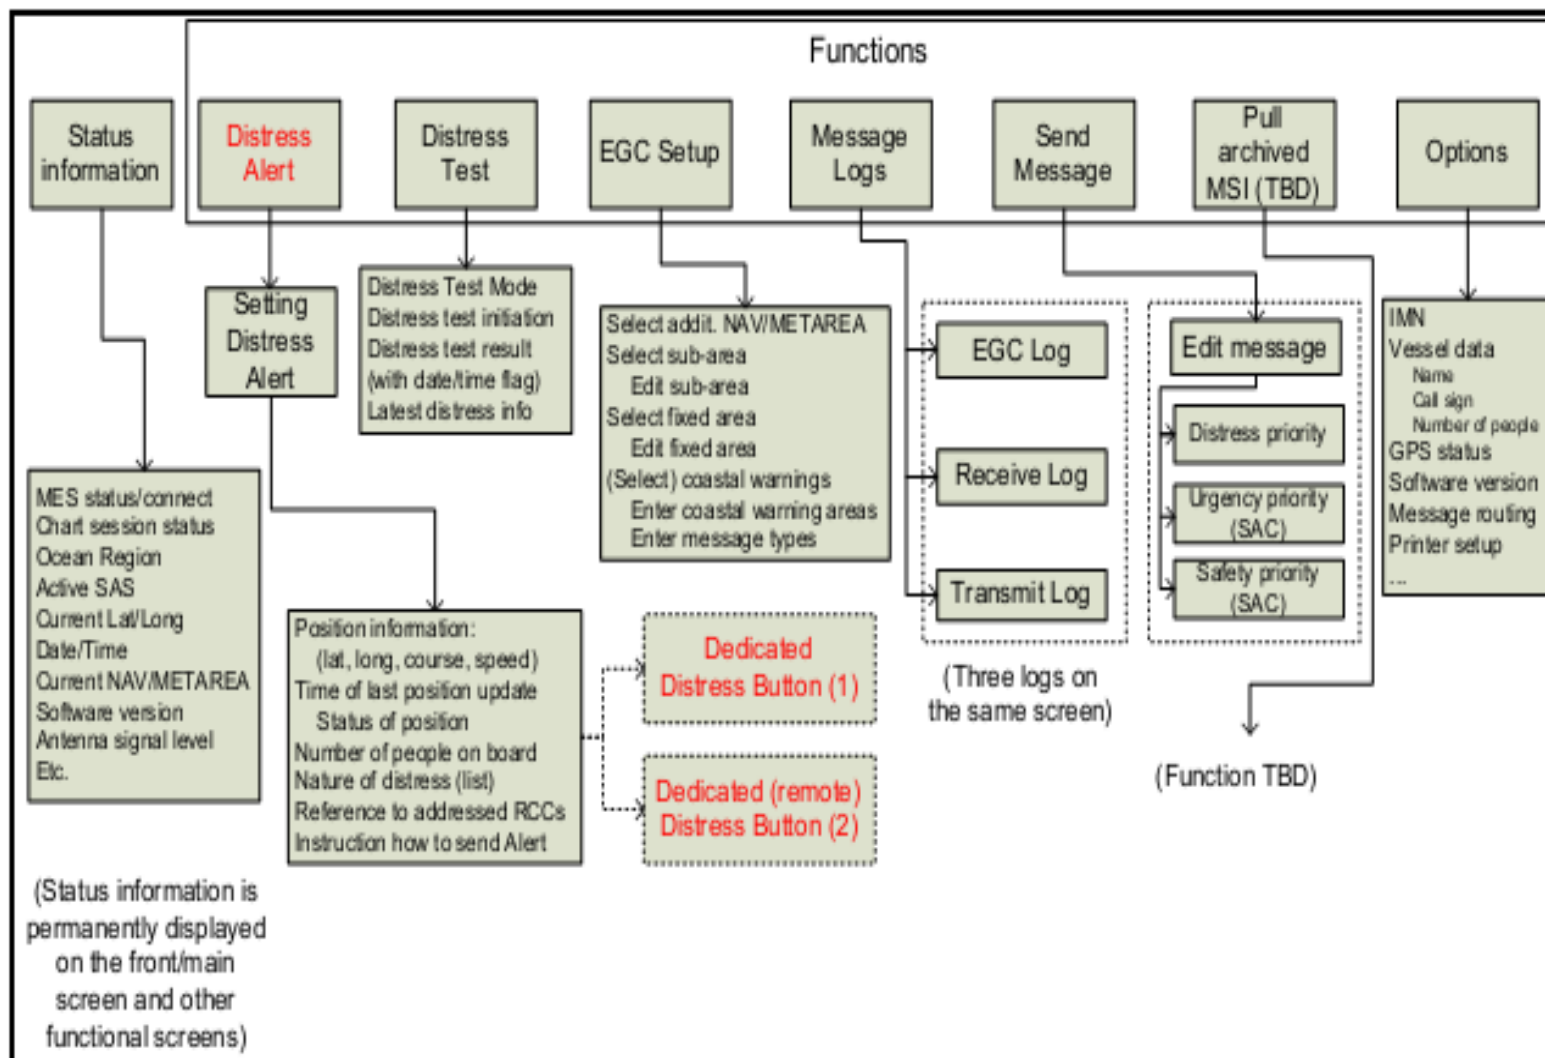 Functions
Status
information
Distress
Alert
Distress
Test
EGC Setup
Message
Logs
Send
Message
Pull
archived
MSI (TBD)
Options
Setting
Distress
Alert
Distress Test Mode
Distress test initiation
Distress test result
(with date/time flag)
Latest distress info
Select addit. NAV/METAREA
Select sub-area
Edit sub-area
Select fixed area
Edit fixed area
(Select) coastal warnings
Enter coastal warning areas
Enter message types
EGC Log
Receive Log
Transmit Log
(Three logs on
the same screen)
Edit message
Distress priority
Urgency priority
(SAC)
Safety priority
(SAC)
(Function TBD)
IMN
Vessel data
Name
Call sign
Number of people
GPS status
Software version
Message routing
Printer setup
...
MES status/connect
Chart session status
Ocean Region
Active SAS
Current Lat/Long
Date/Time
Current NAV/METAREA
Software version
Antenna signal level
Etc.
(Status information is
permanently displayed
on the front/main
screen and other
functional screens)
Position information:
(lat, long, course, speed)
Time of last position update
Status of position
Number of people on board
Nature of distress (list)
Reference to addressed RCCs
Instruction how to send Alert
Dedicated
Distress Button (1)
Dedicated (remote)
Distress Button (2)